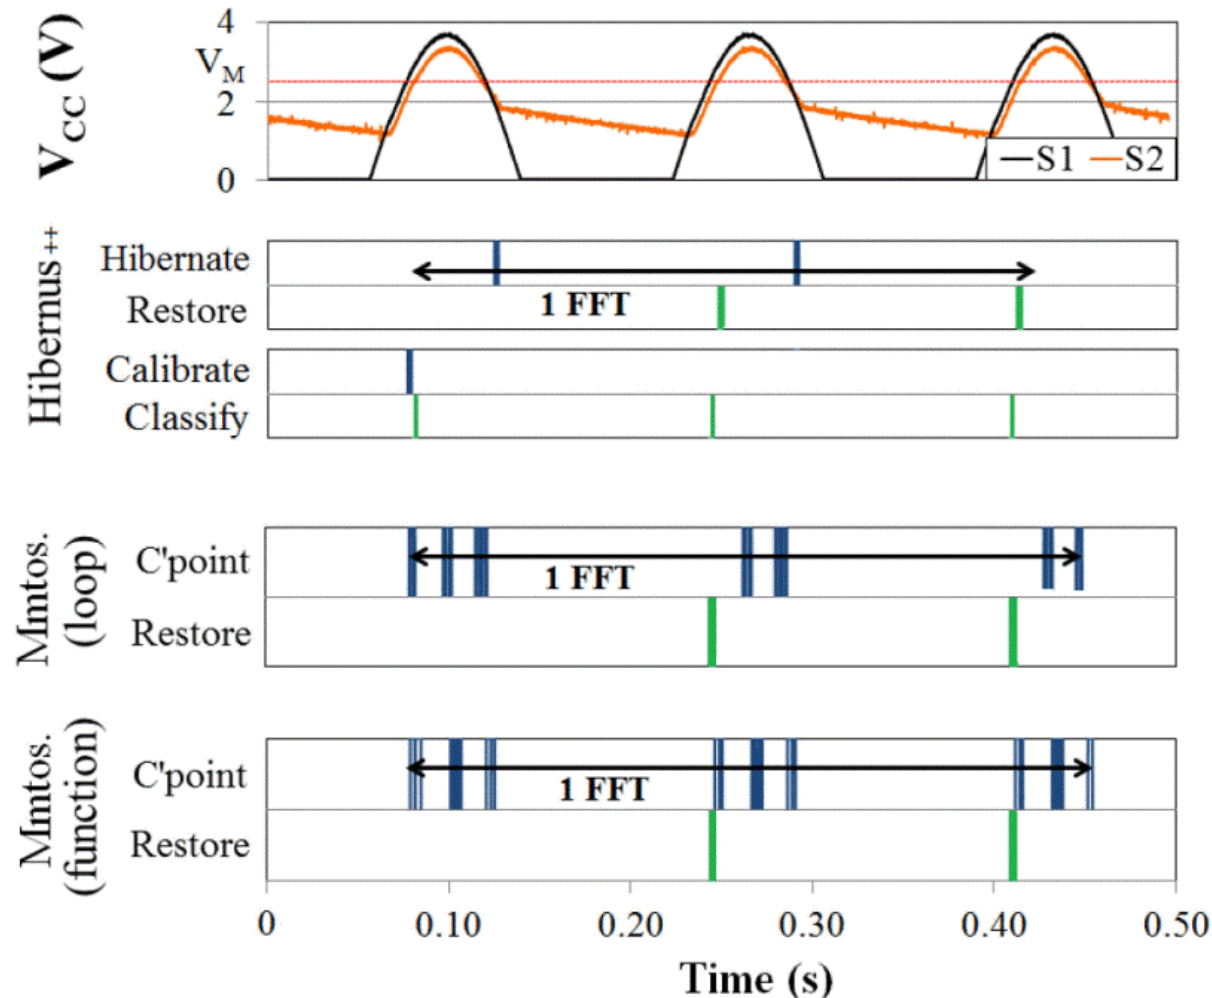 V_CC (V)
4
V_M
2
0
S1 S2
Hibernus++
Hibernate
1 FFT
Restore
Calibrate
Classify
Mmtos.
(loop)
C'point
1 FFT
Restore
Mmtos.
(function)
C'point
1 FFT
Restore
0 0.10 0.20 0.30 0.40 0.50
Time (s)